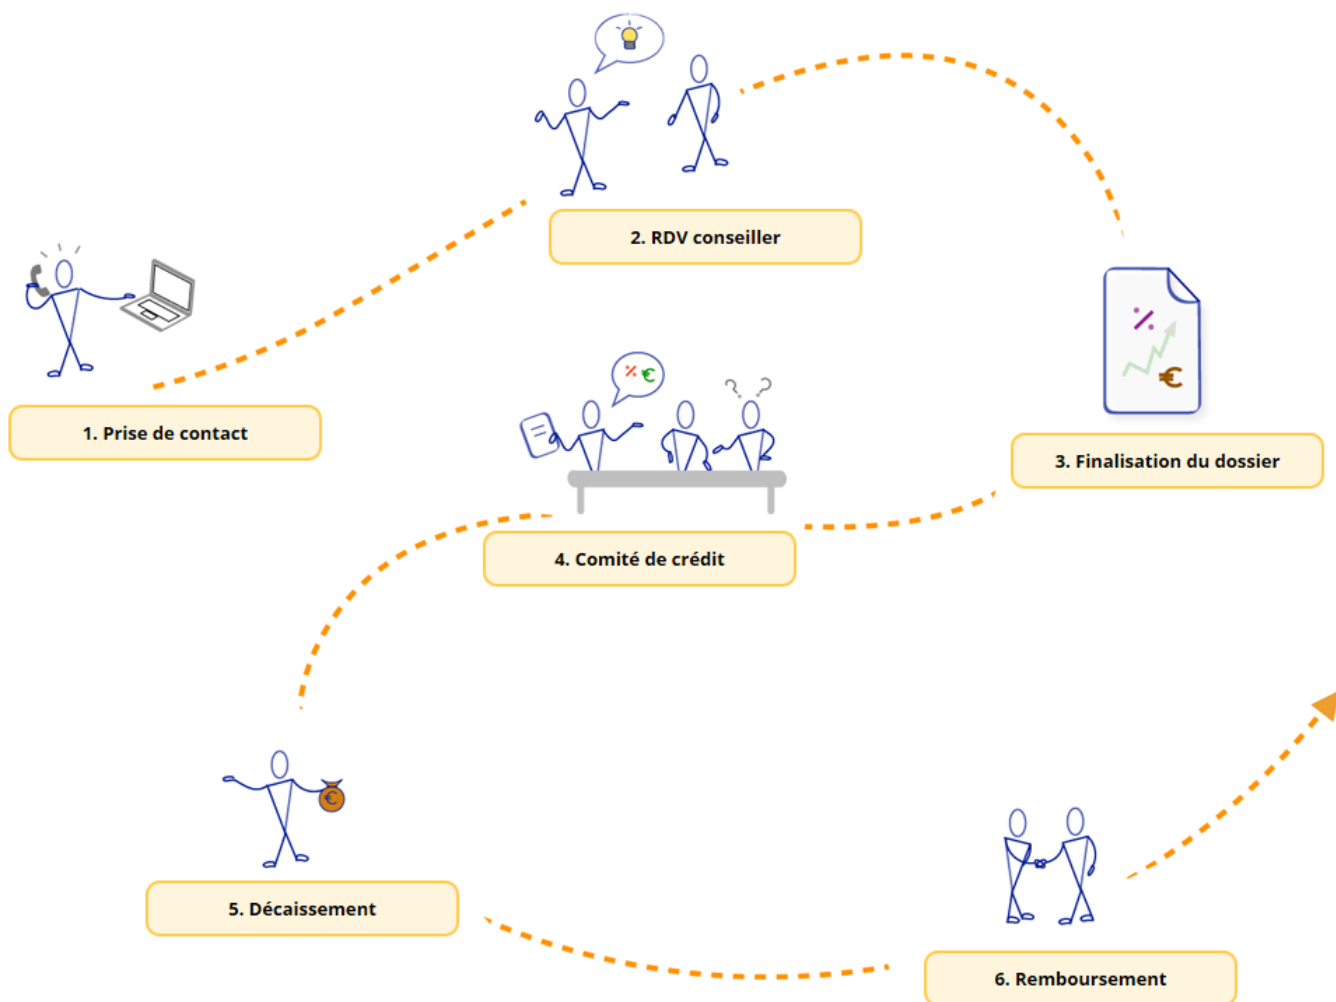 1. Prise de contact
2. RDV conseiller
3. Finalisation du dossier
% €
4. Comité de crédit
% €
? ?
5. Décaissement
€
6. Remboursement